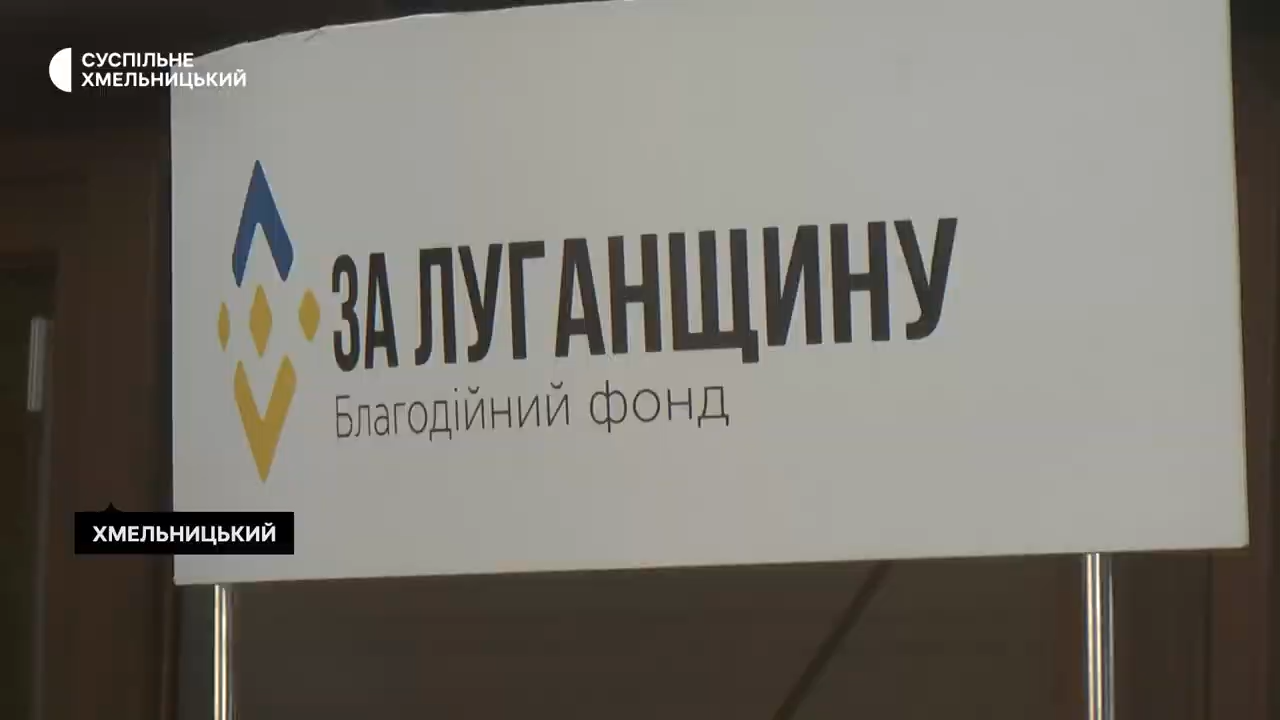 СУСПІЛЬНЕ
ХМЕЛЬНИЦЬКИЙ
ЗА ЛУГАНЩИНУ
Благодійний фонд
ХМЕЛЬНИЦЬКИЙ